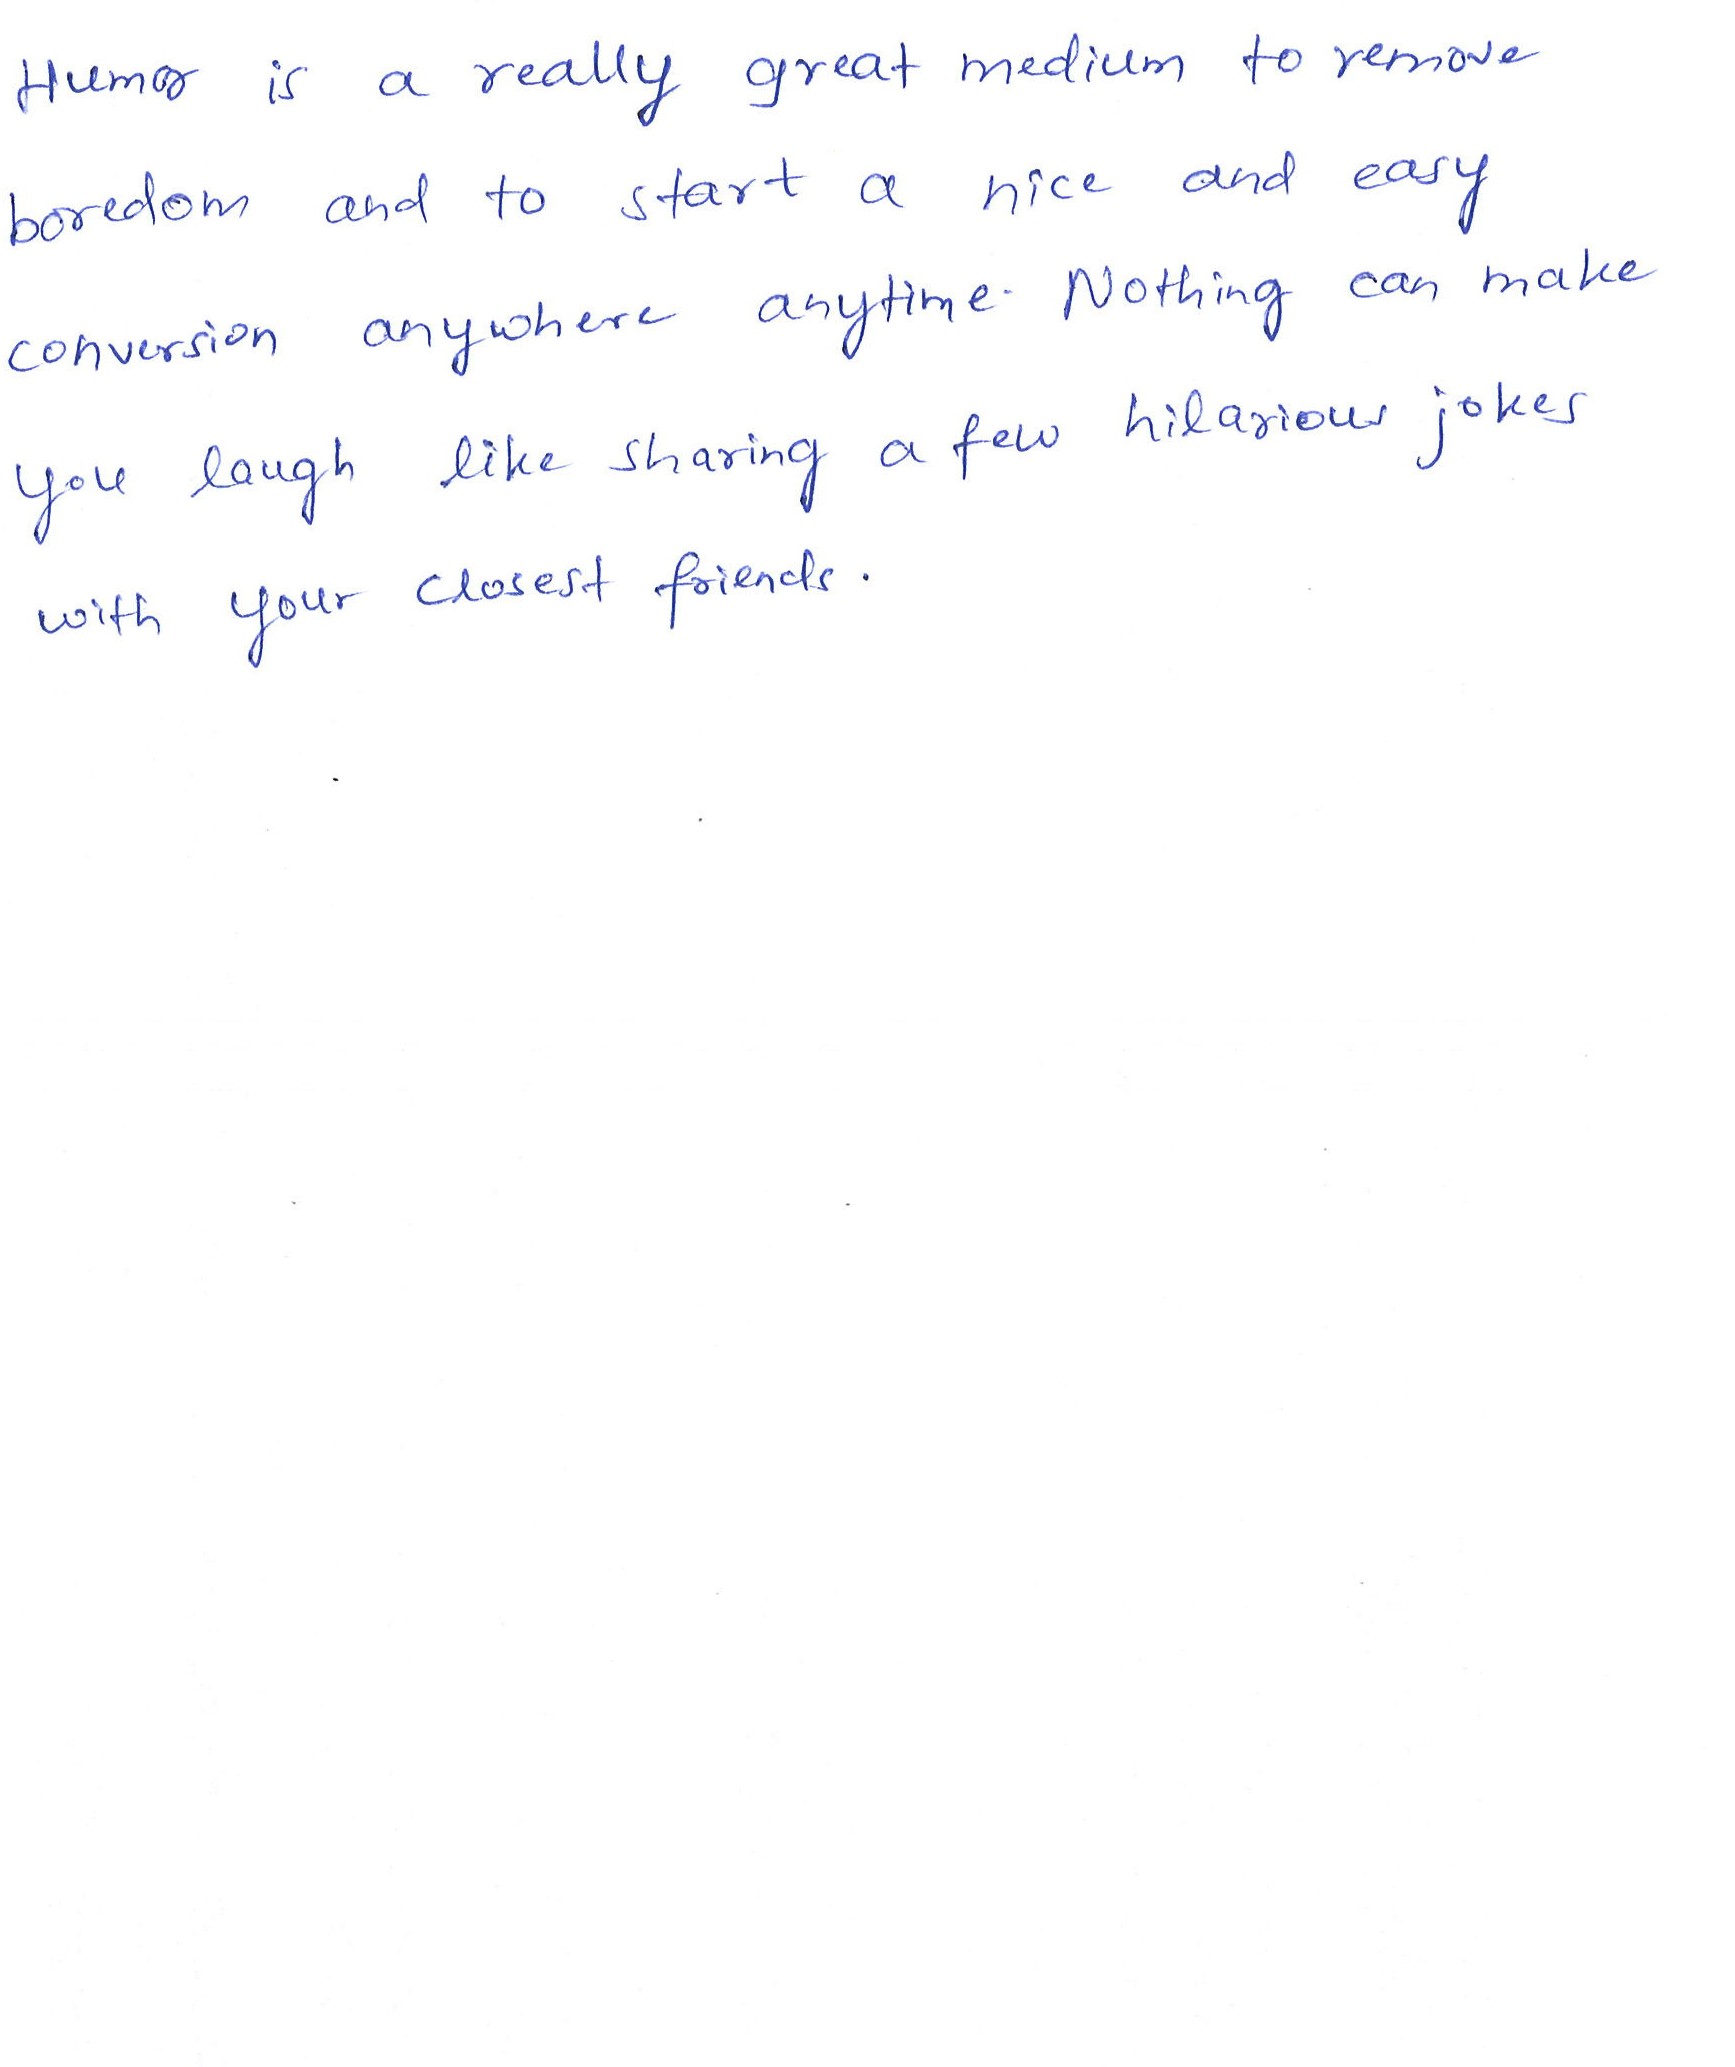 Humor is a really great medium to remove
boredom and to start a nice and easy
conversion anywhere anytime. Nothing can make
you laugh like sharing a few hilarious jokes
with your closest friends.